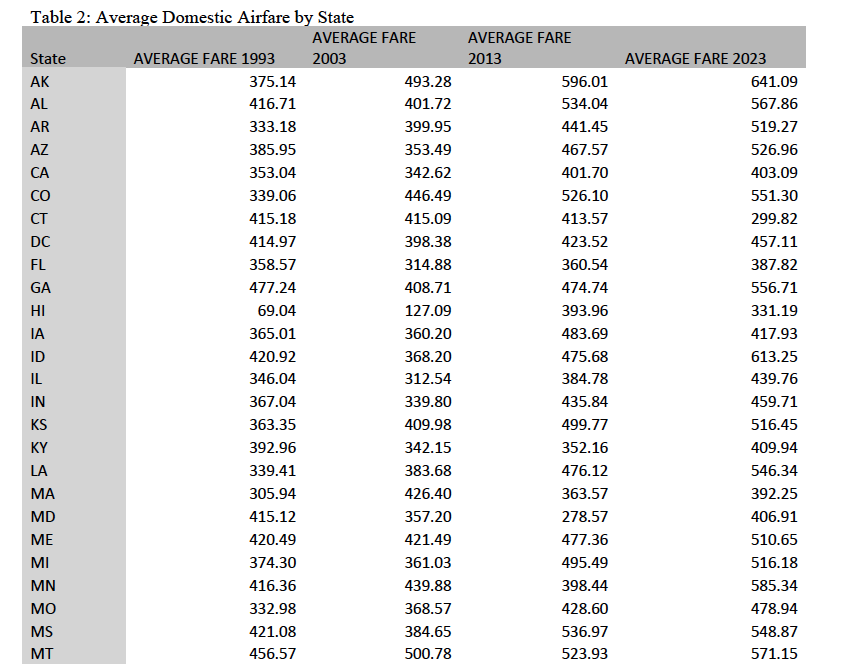 Table 2: Average Domestic Airfare by State
State AVERAGE FARE 1993 AVERAGE FARE 2003 AVERAGE FARE 2013 AVERAGE FARE 2023
AK 375.14 493.28 596.01 641.09
AL 416.71 401.72 534.04 567.86
AR 333.18 399.95 441.45 519.27
AZ 385.95 353.49 467.57 526.96
CA 353.04 342.62 401.70 403.09
CO 339.06 446.49 526.10 551.30
CT 415.18 415.09 413.57 299.82
DC 414.97 398.38 423.52 457.11
FL 358.57 314.88 360.54 387.82
GA 477.24 408.71 474.74 556.71
HI 69.04 127.09 393.96 331.19
IA 365.01 360.20 483.69 417.93
ID 420.92 368.20 475.68 613.25
IL 346.04 312.54 384.78 439.76
IN 367.04 339.80 435.84 459.71
KS 363.35 409.98 499.77 516.45
KY 392.96 342.15 352.16 409.94
LA 339.41 383.68 476.12 546.34
MA 305.94 426.40 363.57 392.25
MD 415.12 357.20 278.57 406.91
ME 420.49 421.49 477.36 510.65
MI 374.30 361.03 495.49 516.18
MN 416.36 439.88 398.44 585.34
MO 332.98 368.57 428.60 478.94
MS 421.08 384.65 536.97 548.87
MT 456.57 500.78 523.93 571.15